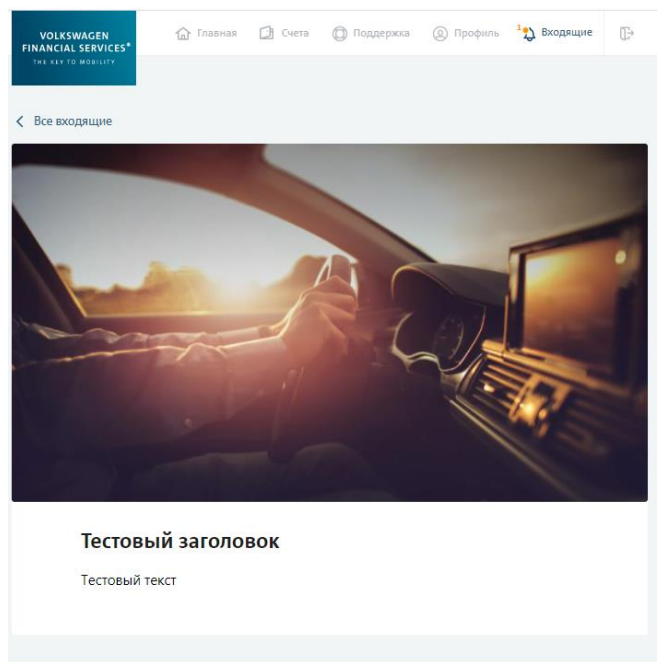 VOLKSWAGEN
FINANCIAL SERVICES®
THE KEY TO MOBILITY
Главная
Счета
Поддержка
Профиль
1
Входящие
Все входящие
Тестовый заголовок
Тестовый текст